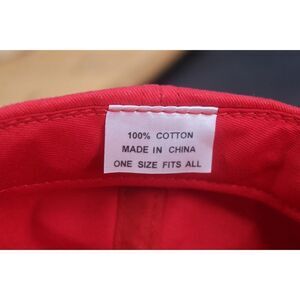 100% COTTON
MADE IN CHINA
ONE SIZE FITS ALL